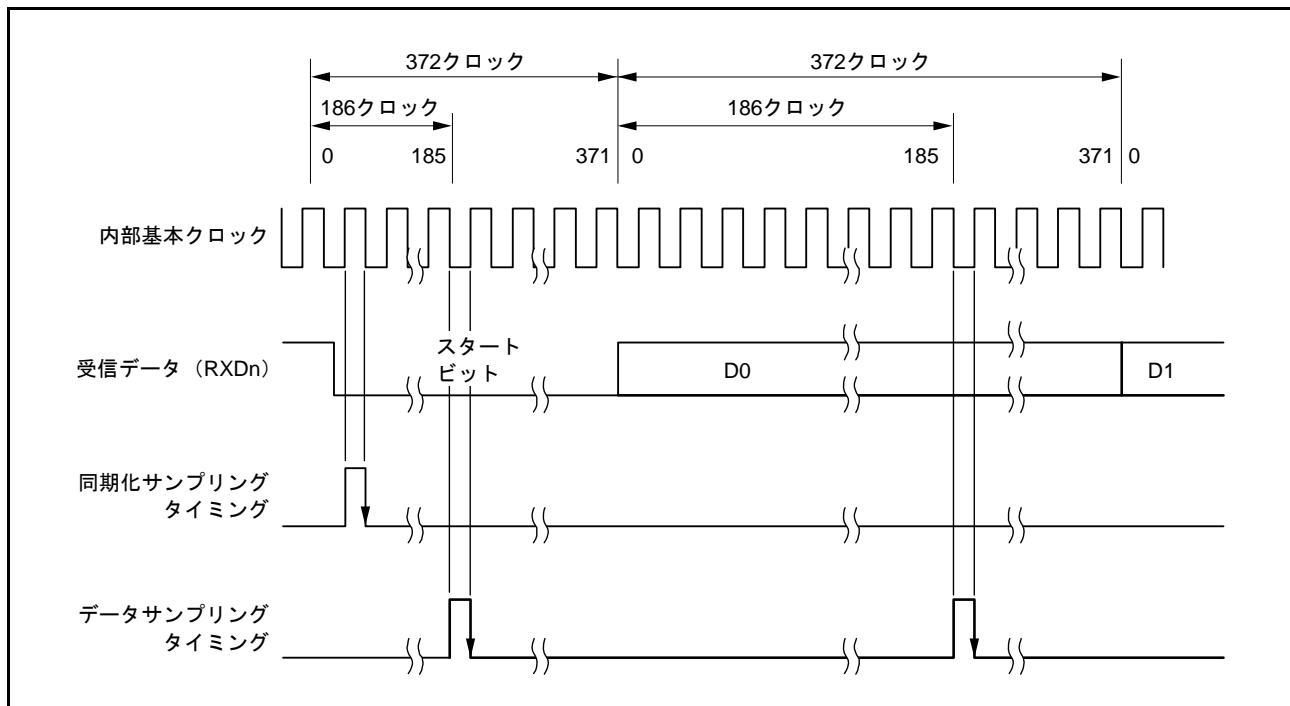 372クロック 372クロック
186クロック 186クロック
0 185 371 0 185 371 0
内部基本クロック
受信データ（RXDn）
スタート
ビット
D0 D1
同期化サンプリング
タイミング
データサンプリング
タイミング